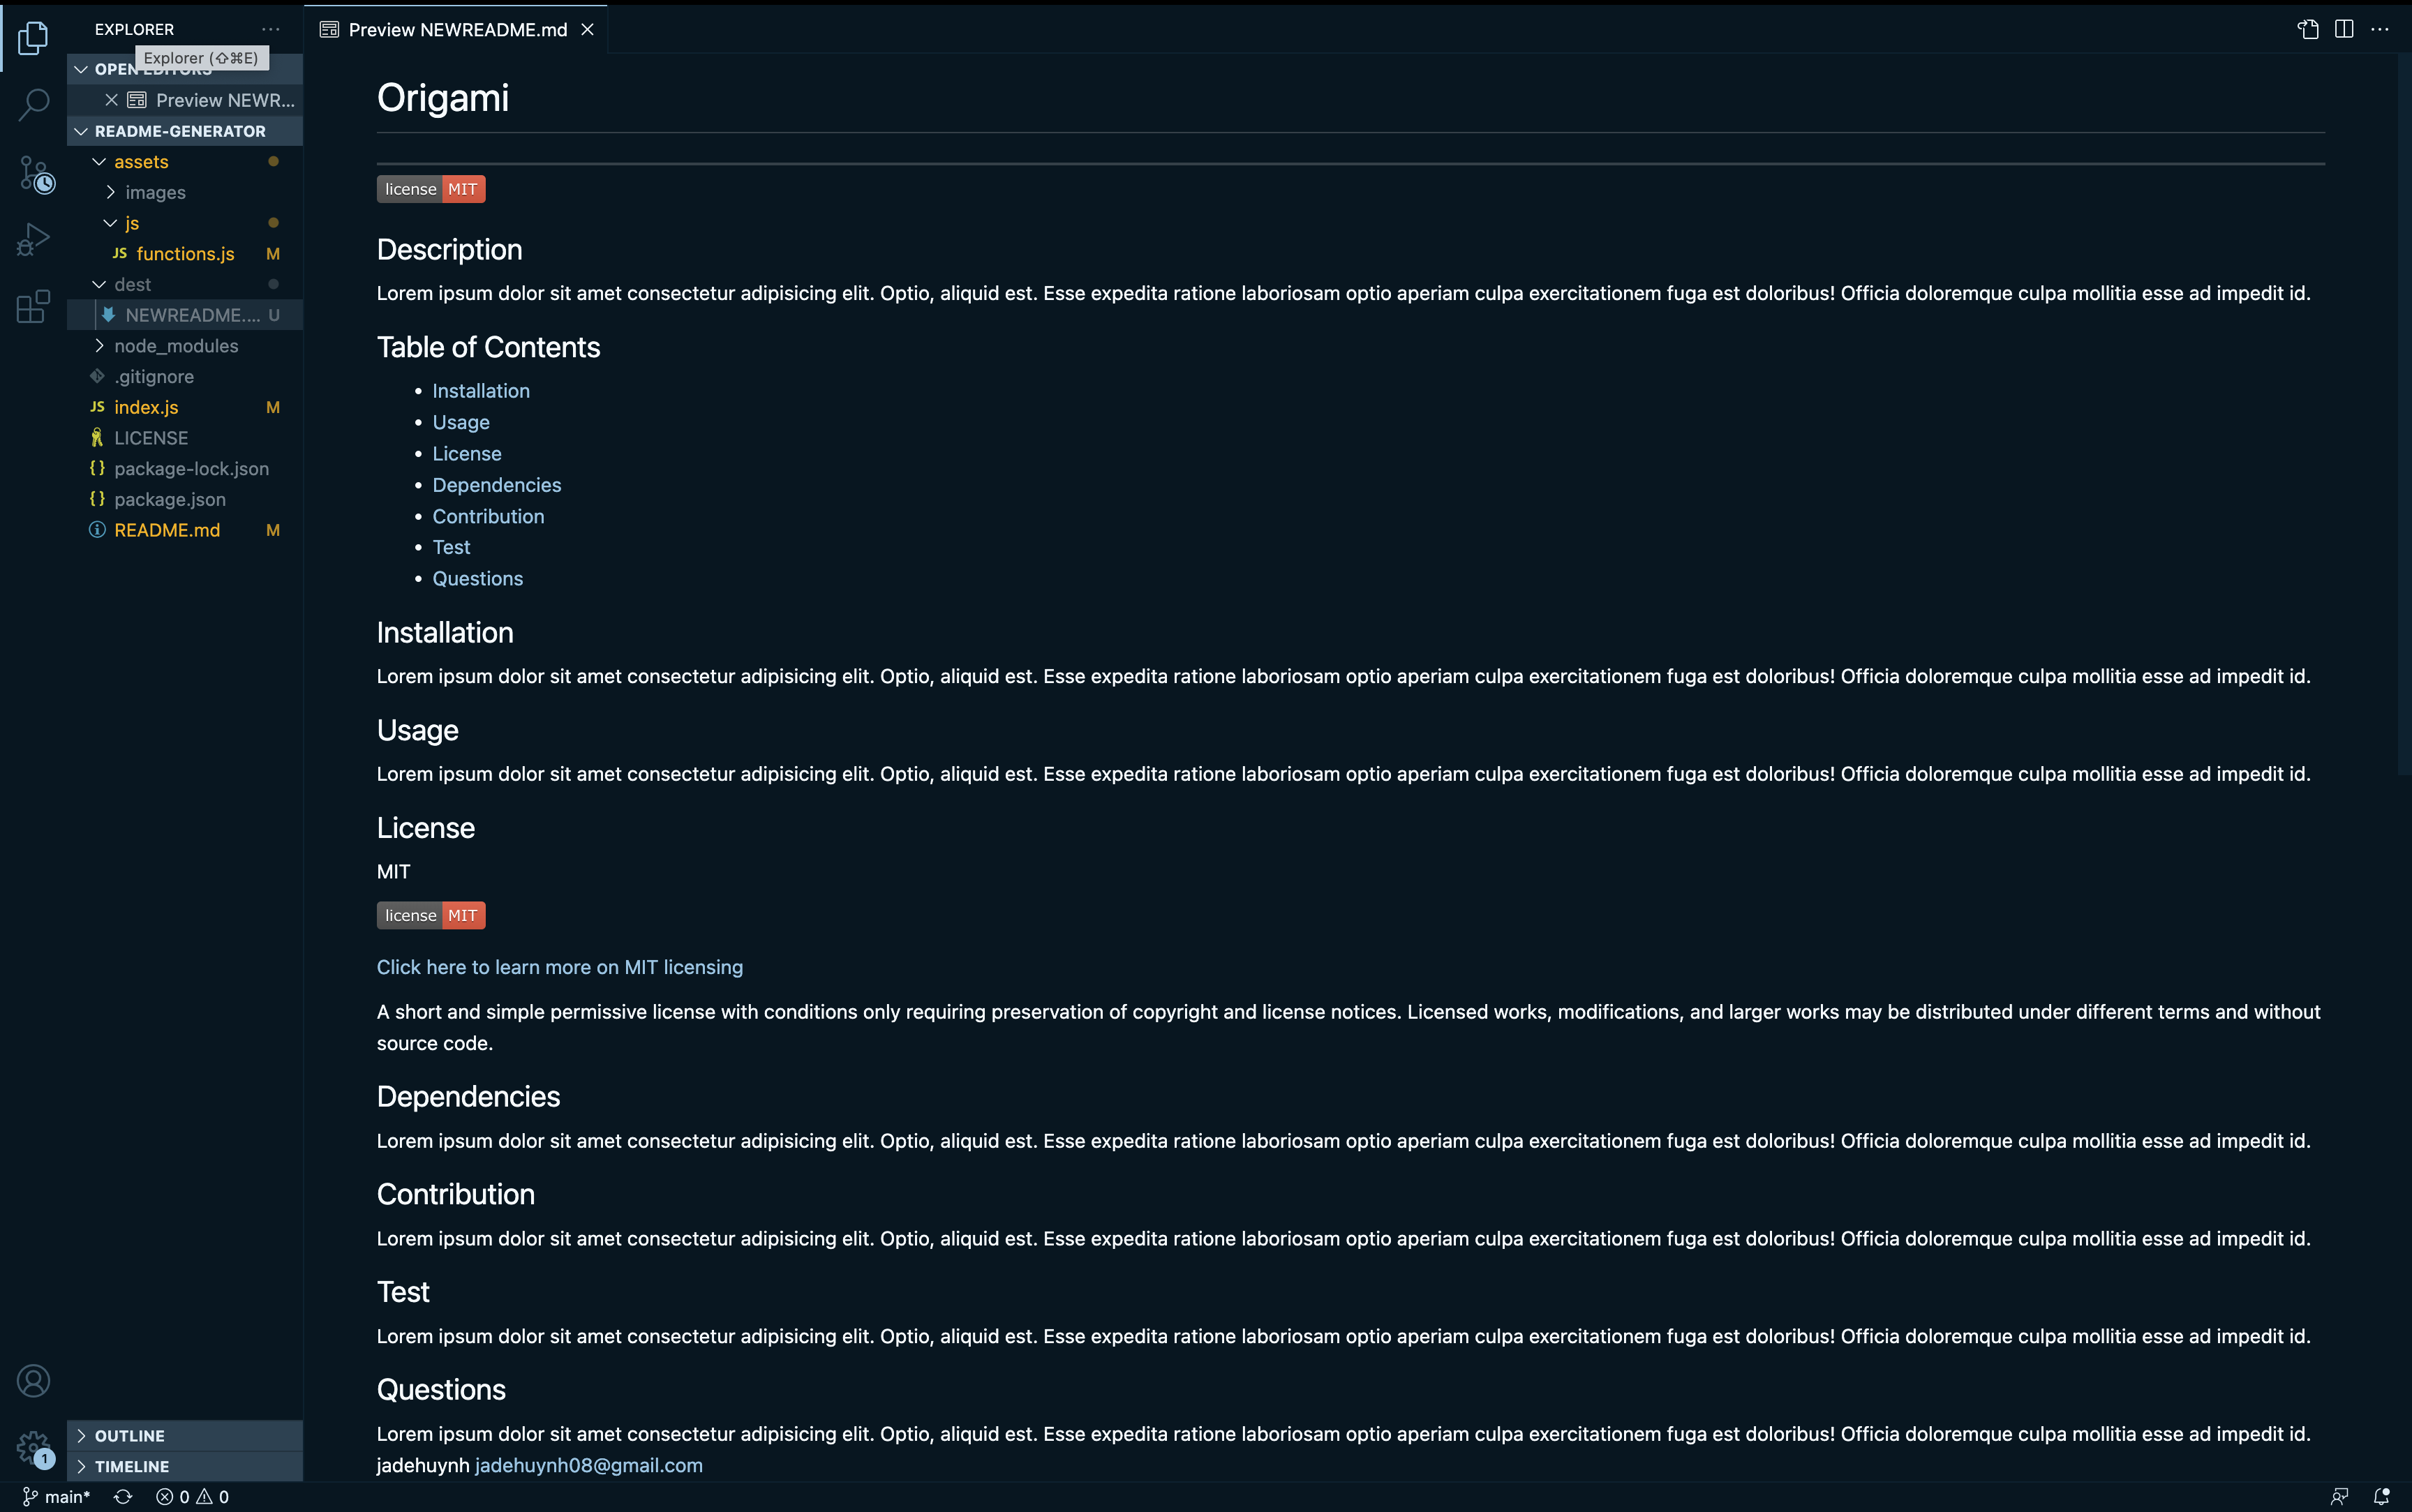 EXPLORER
Explorer (⇧⌘E)
OPEN EDITORS
Preview NEWR...
README-GENERATOR
assets
images
js
JS functions.js M
dest
NEWREADME.... U
node_modules
.gitignore
JS index.js M
LICENSE
{} package-lock.json
{} package.json
README.md M
OUTLINE
TIMELINE
1
Preview NEWREADME.md
Origami
license MIT
Description
Lorem ipsum dolor sit amet consectetur adipisicing elit. Optio, aliquid est. Esse expedita ratione laboriosam optio aperiam culpa exercitationem fuga est doloribus! Officia doloremque culpa mollitia esse ad impedit id.
Table of Contents
• Installation
• Usage
• License
• Dependencies
• Contribution
• Test
• Questions
Installation
Lorem ipsum dolor sit amet consectetur adipisicing elit. Optio, aliquid est. Esse expedita ratione laboriosam optio aperiam culpa exercitationem fuga est doloribus! Officia doloremque culpa mollitia esse ad impedit id.
Usage
Lorem ipsum dolor sit amet consectetur adipisicing elit. Optio, aliquid est. Esse expedita ratione laboriosam optio aperiam culpa exercitationem fuga est doloribus! Officia doloremque culpa mollitia esse ad impedit id.
License
MIT
license MIT
Click here to learn more on MIT licensing
A short and simple permissive license with conditions only requiring preservation of copyright and license notices. Licensed works, modifications, and larger works may be distributed under different terms and without
source code.
Dependencies
Lorem ipsum dolor sit amet consectetur adipisicing elit. Optio, aliquid est. Esse expedita ratione laboriosam optio aperiam culpa exercitationem fuga est doloribus! Officia doloremque culpa mollitia esse ad impedit id.
Contribution
Lorem ipsum dolor sit amet consectetur adipisicing elit. Optio, aliquid est. Esse expedita ratione laboriosam optio aperiam culpa exercitationem fuga est doloribus! Officia doloremque culpa mollitia esse ad impedit id.
Test
Lorem ipsum dolor sit amet consectetur adipisicing elit. Optio, aliquid est. Esse expedita ratione laboriosam optio aperiam culpa exercitationem fuga est doloribus! Officia doloremque culpa mollitia esse ad impedit id.
Questions
Lorem ipsum dolor sit amet consectetur adipisicing elit. Optio, aliquid est. Esse expedita ratione laboriosam optio aperiam culpa exercitationem fuga est doloribus! Officia doloremque culpa mollitia esse ad impedit id.
jadehuynh jadehuynh08@gmail.com
main* 0 0